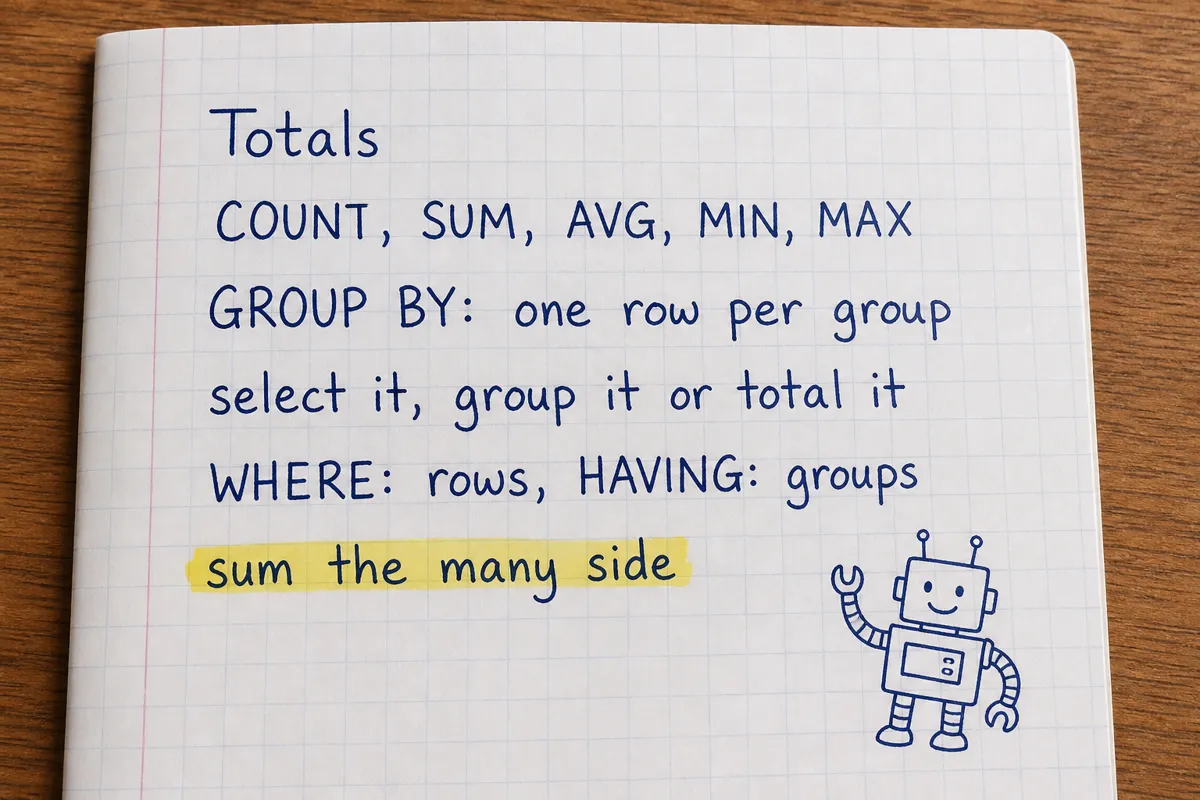 Totals
COUNT, SUM, AVG, MIN, MAX
GROUP BY: one row per group
select it, group it or total it
WHERE: rows, HAVING: groups
sum the many side